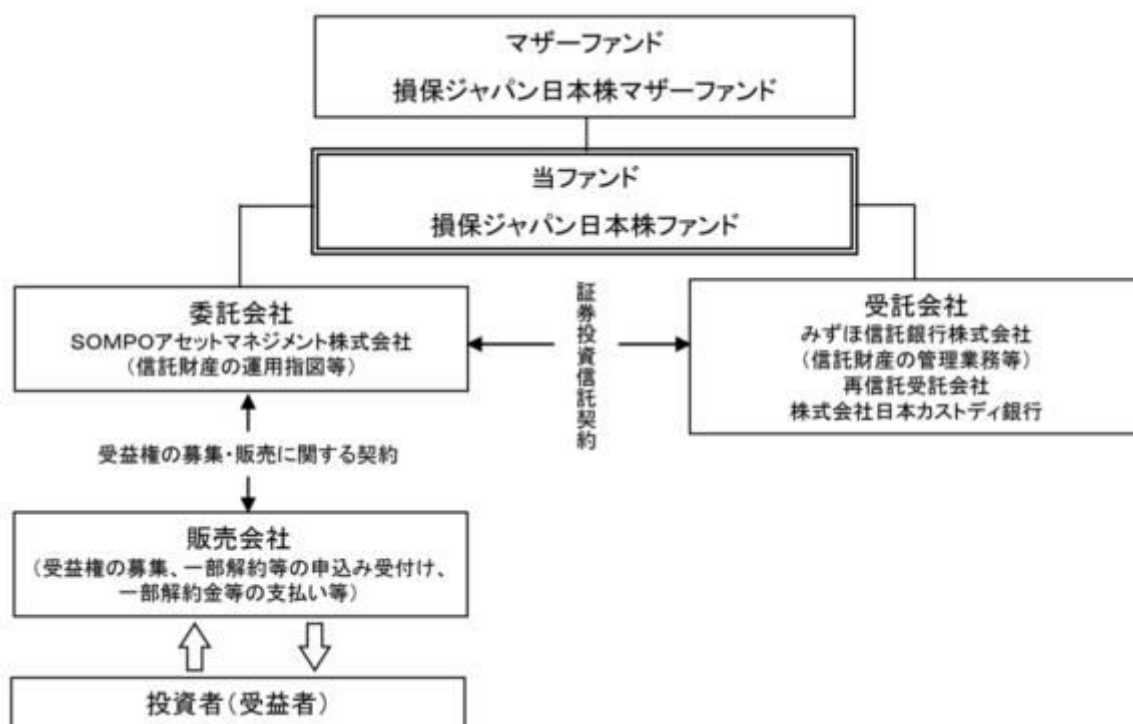 マザーファンド
損保ジャパン日本株マザーファンド
当ファンド
損保ジャパン日本株ファンド
委託会社
SOMPOアセットマネジメント株式会社
(信託財産の運用指図等)
証券投資信託契約
受託会社
みずほ信託銀行株式会社
(信託財産の管理業務等)
再信託受託会社
株式会社日本カストディ銀行
受益権の募集・販売に関する契約
販売会社
(受益権の募集、一部解約等の申込み受付け、
一部解約金等の支払い等)
投資者(受益者)